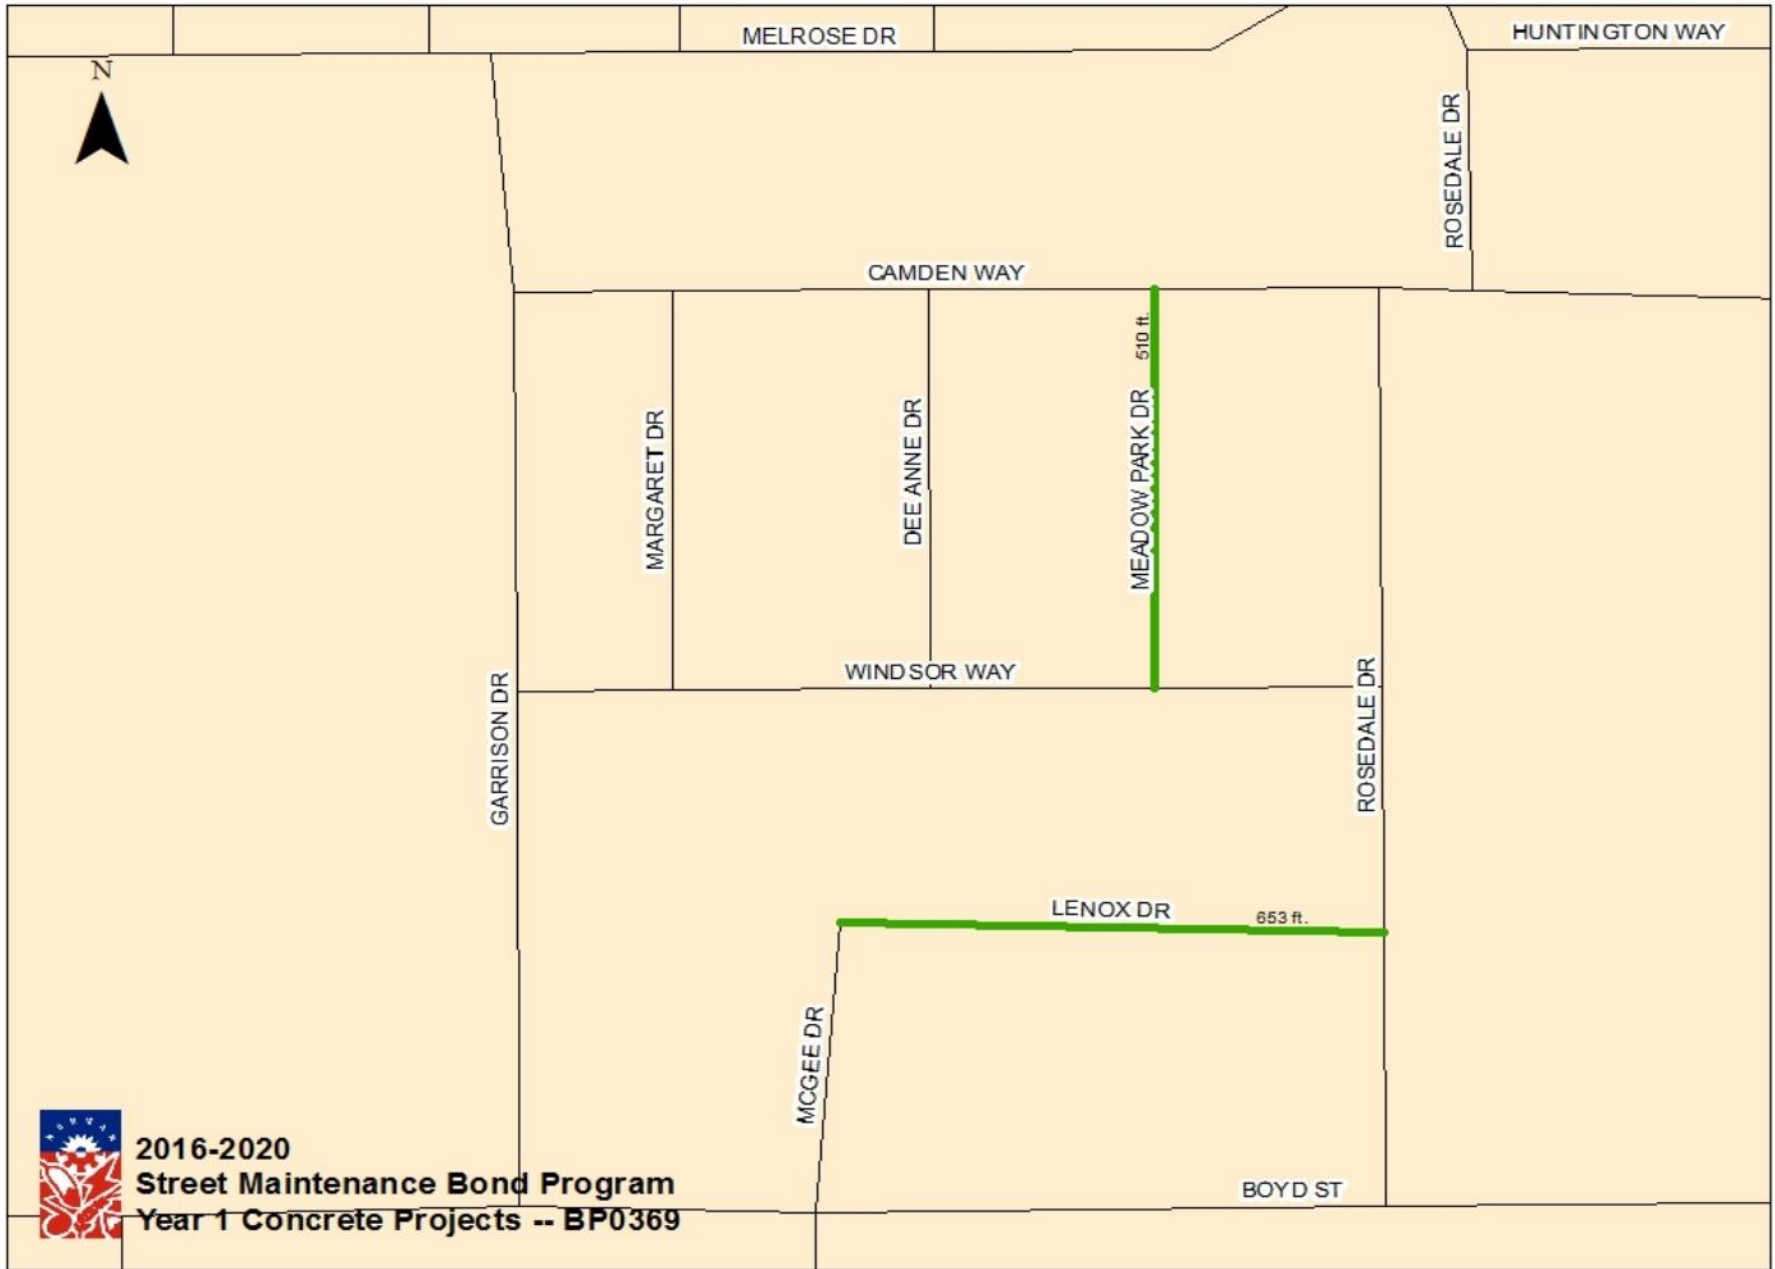 MELROSE DR
HUNTINGTON WAY
N
ROSEDALE DR
CAMDEN WAY
510 ft.
MARGARET DR
DEE ANNE DR
MEADOW PARK DR
WINDSOR WAY
GARRISON DR
ROSEDALE DR
LENOX DR
653 ft.
MCGEE DR
NORMAN
2016-2020
Street Maintenance Bond Program
BOYD ST
Year 1 Concrete Projects -- BP0369